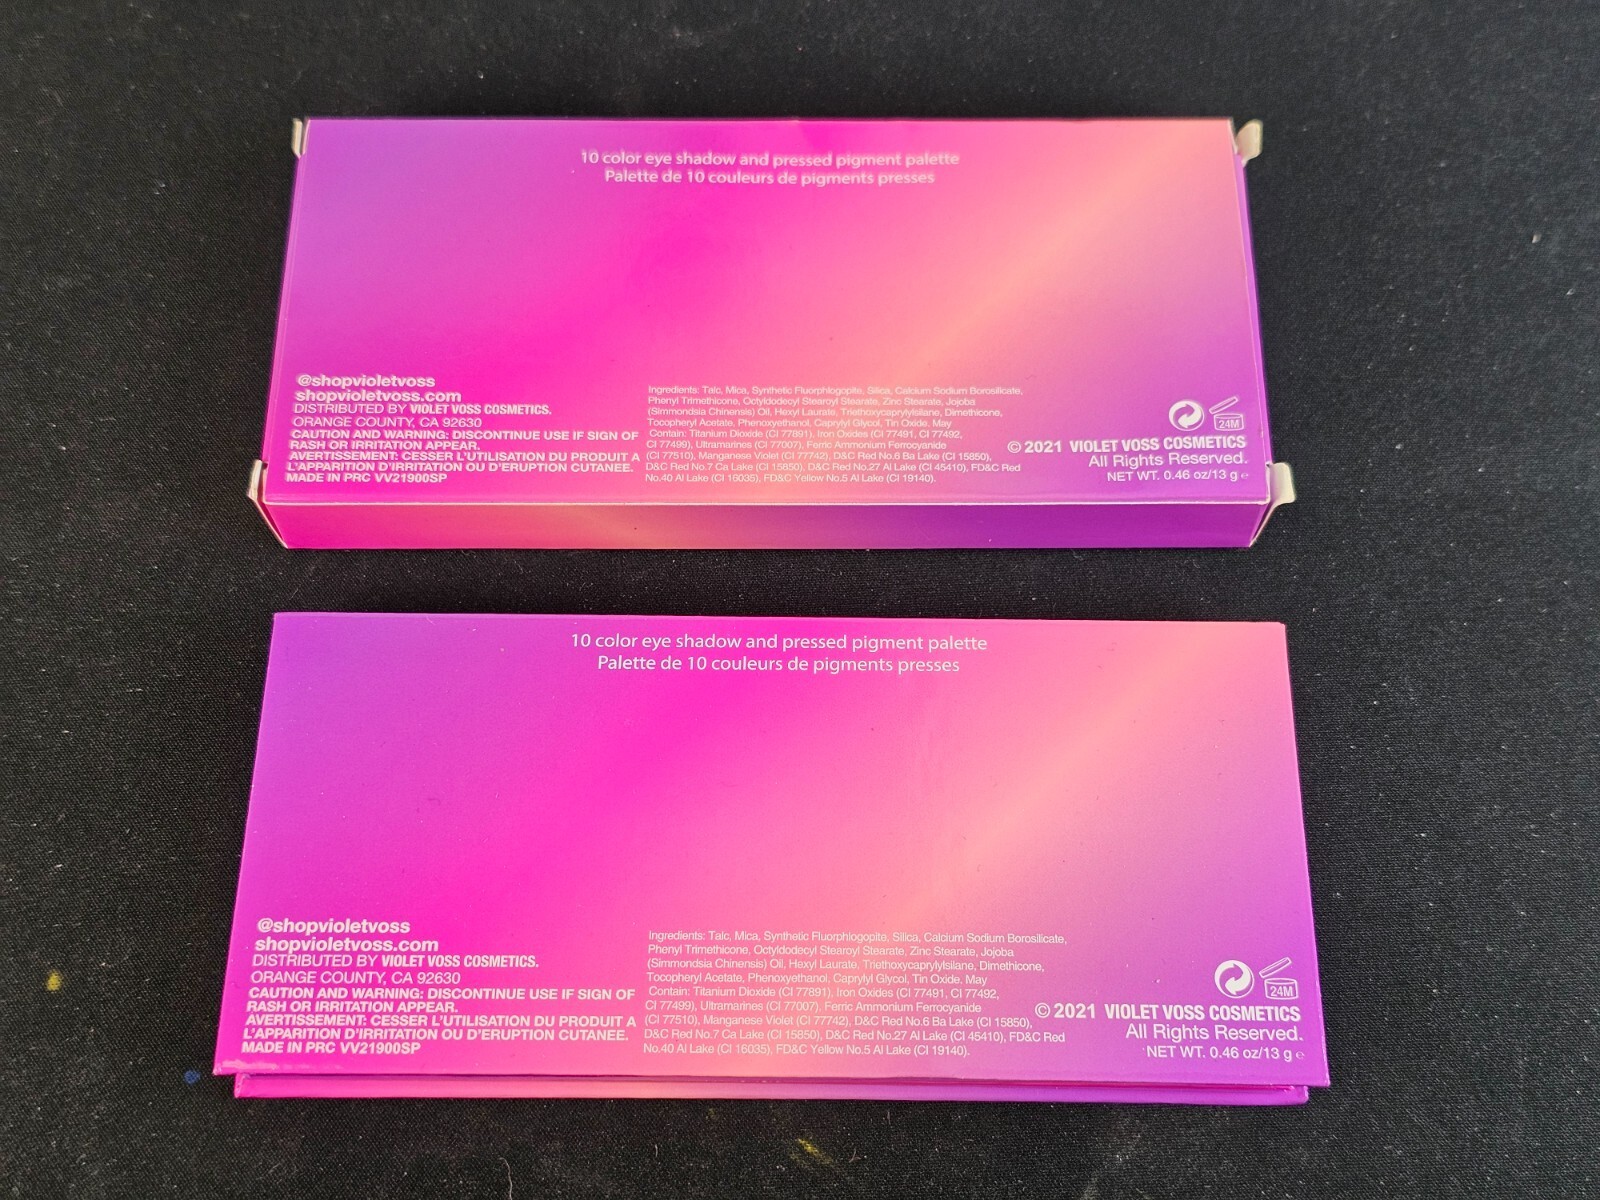 10 color eye shadow and pressed pigment palette
Palette de 10 couleurs de pigments presses
@shopvioletvoss
shopvioletvoss.com
DISTRIBUTED BY VIOLET VOSS COSMETICS.
ORANGE COUNTY, CA 92630
CAUTION AND WARNING: DISCONTINUE USE IF SIGN OF
RASH OR IRRITATION APPEAR.
AVERTISSEMENT: CESSER L'UTILISATION DU PRODUIT A
L'APPARITION D'IRRITATION OU D'ERUPTION CUTANEE.
MADE IN PRC VV21900SP
Ingredients: Talc, Mica, Synthetic Fluorphlogopite, Silica, Calcium Sodium Borosilicate,
Phenyl Trimethicone, Octyldodecyl Stearoyl Stearate, Zinc Stearate, Jojoba
(Simmondsia Chinensis) Oil, Hexyl Laurate, Triethoxycaprylylsilane, Dimethicone,
Tocopheryl Acetate, Phenoxyethanol, Caprylyl Glycol, Tin Oxide. May
Contain: Titanium Dioxide (CI 77891), Iron Oxides (CI 77491, CI 77492,
CI 77499), Ultramarines (CI 77007), Ferric Ammonium Ferrocyanide
(CI 77510), Manganese Violet (CI 77742), D&C Red No.6 Ba Lake (CI 15850),
D&C Red No.7 Ca Lake (CI 15850), D&C Red No.27 Al Lake (CI 45410), FD&C Red
No.40 Al Lake (CI 16035), FD&C Yellow No.5 Al Lake (CI 19140).
24M
© 2021 VIOLET VOSS COSMETICS
All Rights Reserved.
NET WT. 0.46 oz/13 g e
10 color eye shadow and pressed pigment palette
Palette de 10 couleurs de pigments presses
@shopvioletvoss
shopvioletvoss.com
DISTRIBUTED BY VIOLET VOSS COSMETICS.
ORANGE COUNTY, CA 92630
CAUTION AND WARNING: DISCONTINUE USE IF SIGN OF
RASH OR IRRITATION APPEAR.
AVERTISSEMENT: CESSER L'UTILISATION DU PRODUIT A
L'APPARITION D'IRRITATION OU D'ERUPTION CUTANEE.
MADE IN PRC VV21900SP
Ingredients: Talc, Mica, Synthetic Fluorphlogopite, Silica, Calcium Sodium Borosilicate,
Phenyl Trimethicone, Octyldodecyl Stearoyl Stearate, Zinc Stearate, Jojoba
(Simmondsia Chinensis) Oil, Hexyl Laurate, Triethoxycaprylylsilane, Dimethicone,
Tocopheryl Acetate, Phenoxyethanol, Caprylyl Glycol, Tin Oxide. May
Contain: Titanium Dioxide (CI 77891), Iron Oxides (CI 77491, CI 77492,
CI 77499), Ultramarines (CI 77007), Ferric Ammonium Ferrocyanide
(CI 77510), Manganese Violet (CI 77742), D&C Red No.6 Ba Lake (CI 15850),
D&C Red No.7 Ca Lake (CI 15850), D&C Red No.27 Al Lake (CI 45410), FD&C Red
No.40 Al Lake (CI 16035), FD&C Yellow No.5 Al Lake (CI 19140).
24M
© 2021 VIOLET VOSS COSMETICS
All Rights Reserved.
NET WT. 0.46 oz/13 g e